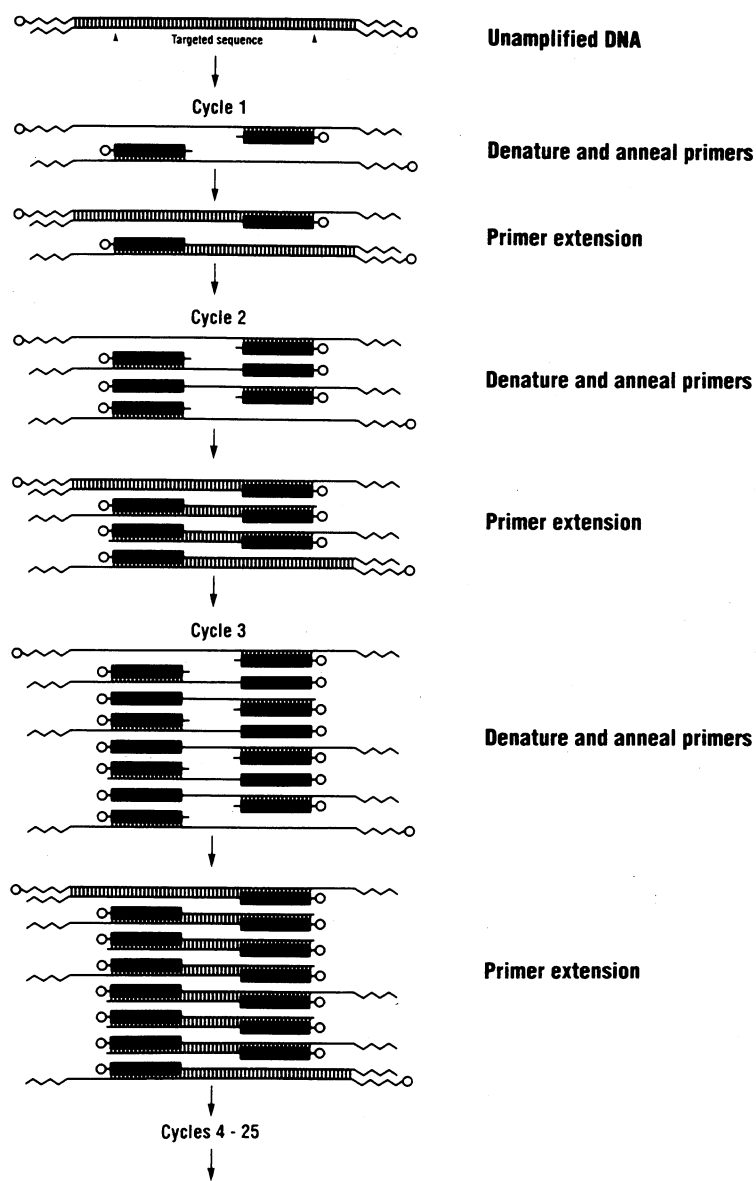 Unamplified DNA
Targeted sequence
Cycle 1
Denature and anneal primers
Primer extension
Cycle 2
Denature and anneal primers
Primer extension
Cycle 3
Denature and anneal primers
Primer extension
Cycles 4 - 25